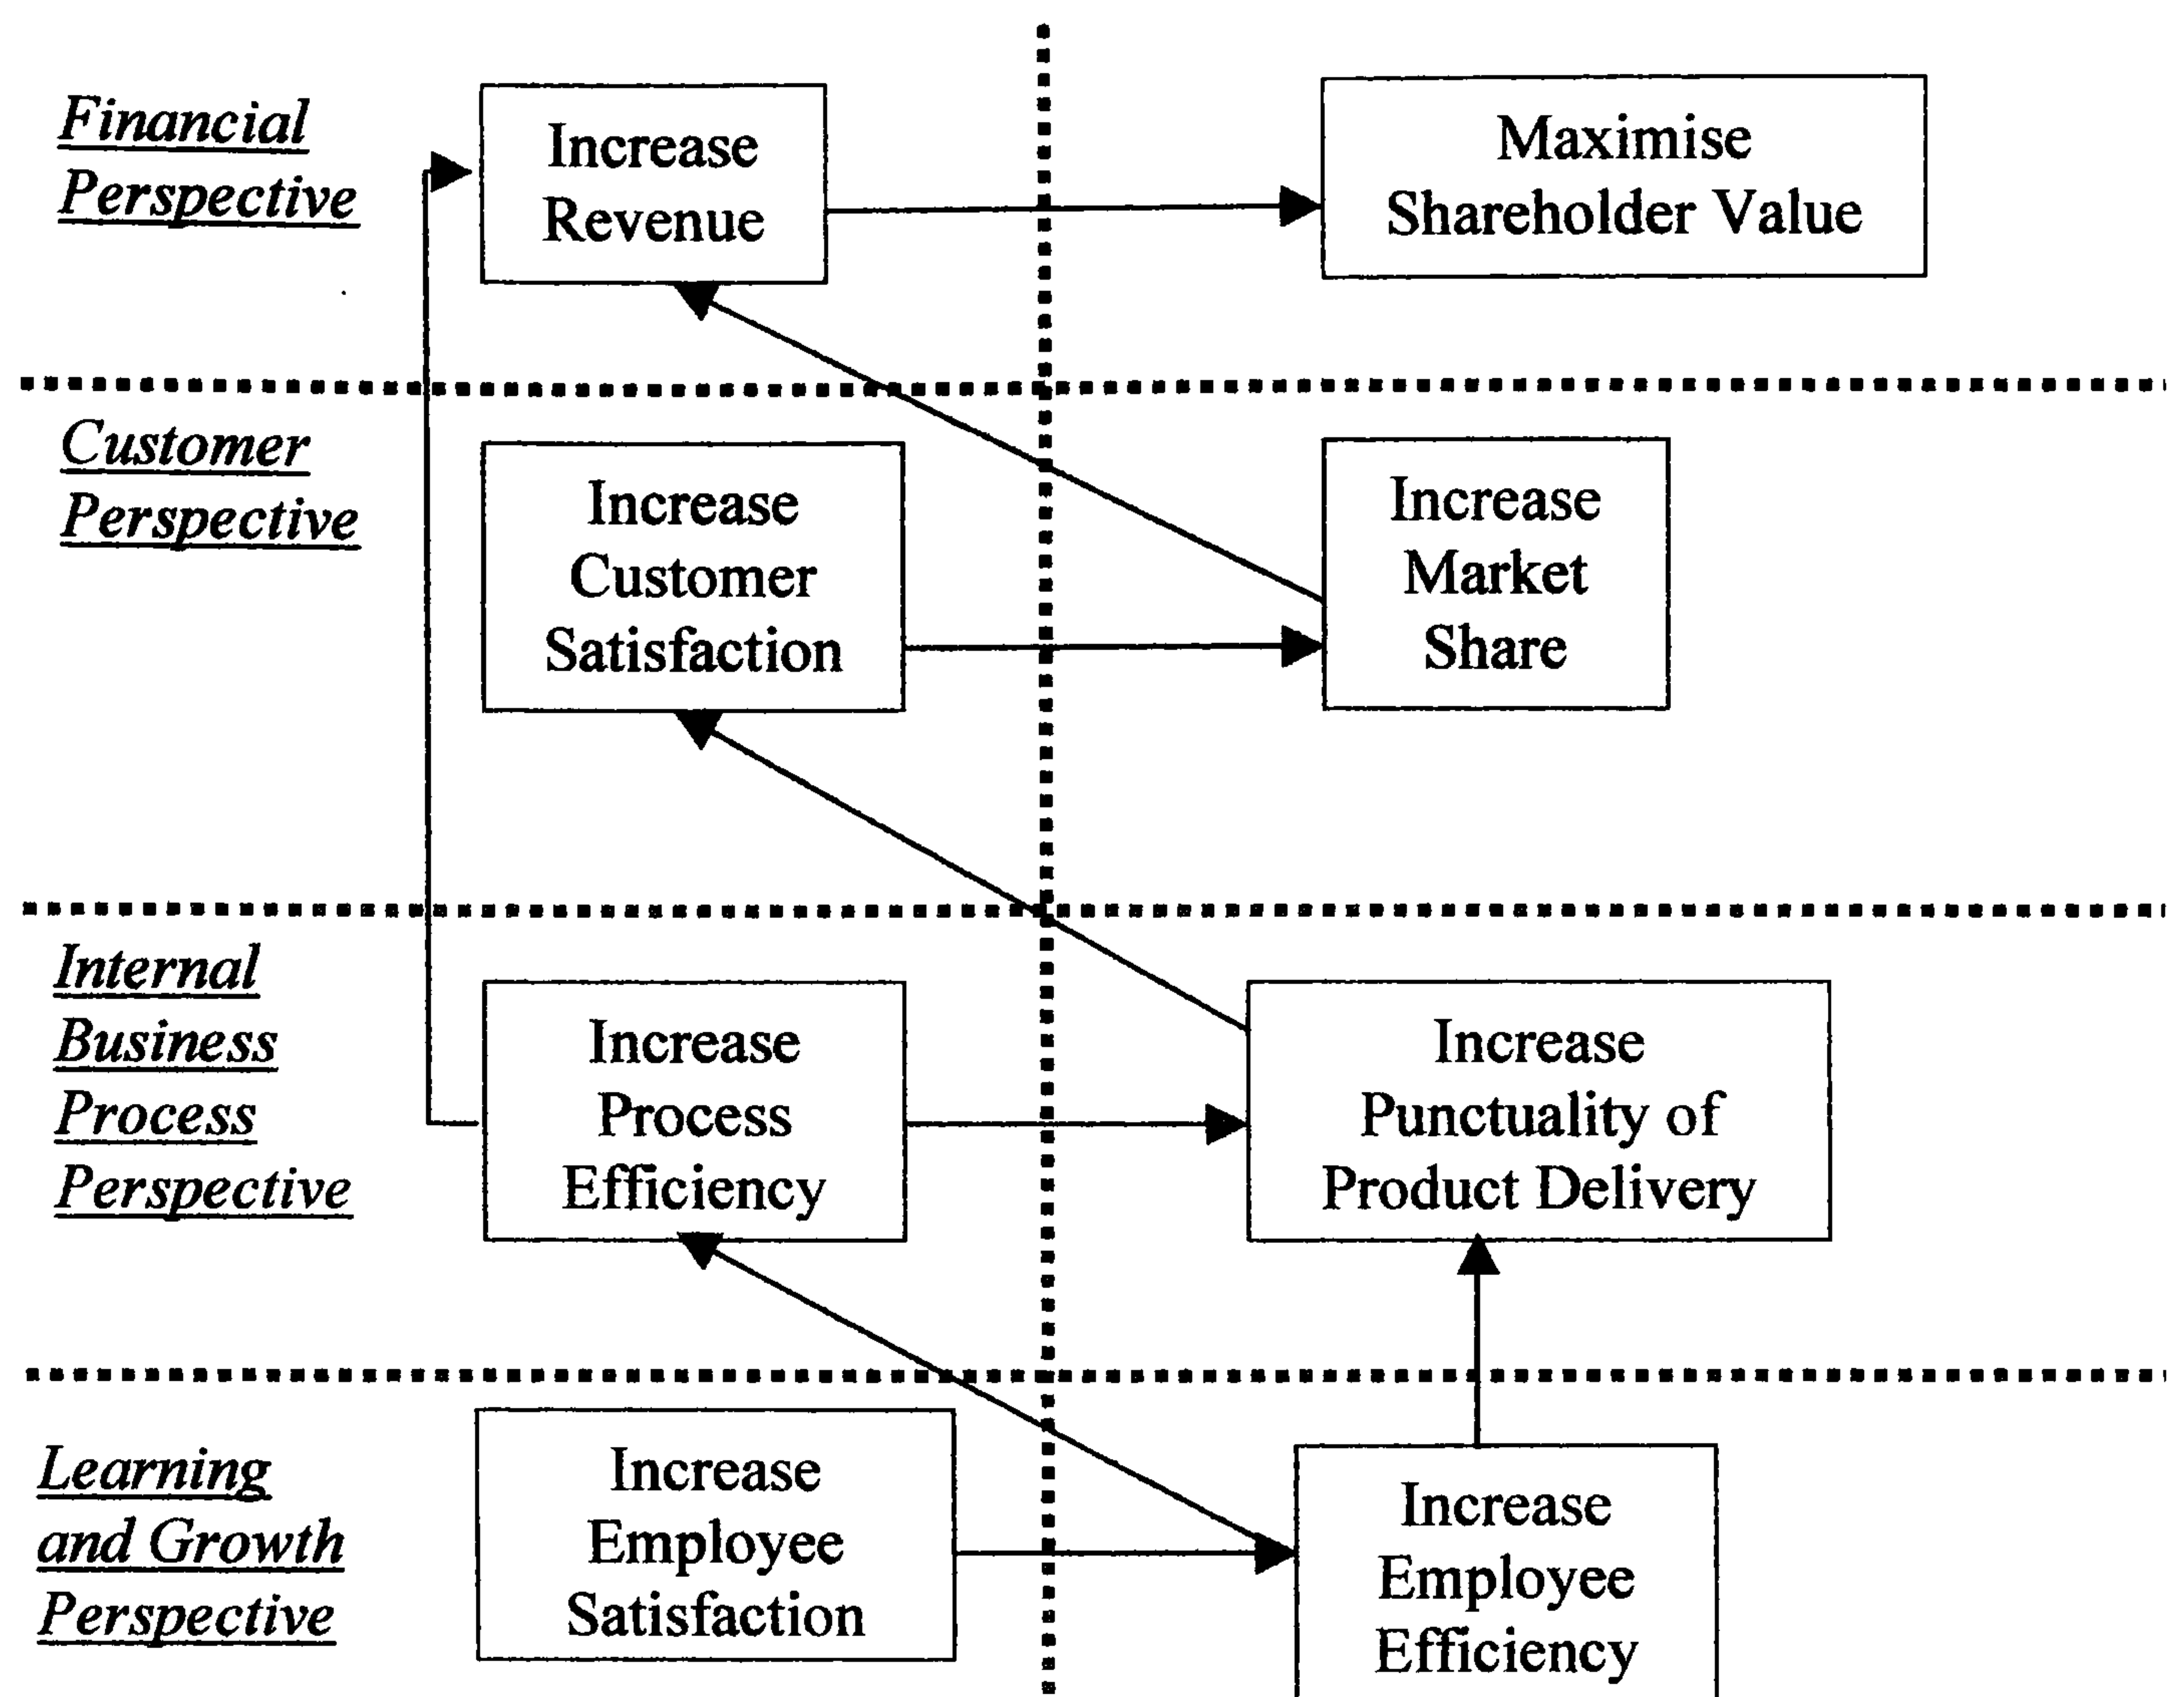 Financial
Perspective
Increase
Revenue
Maximise
Shareholder Value
Customer
Perspective
Increase
Customer
Satisfaction
Increase
Market
Share
Internal
Business
Process
Perspective
Increase
Process
Efficiency
Increase
Punctuality of
Product Delivery
Learning
and Growth
Perspective
Increase
Employee
Satisfaction
Increase
Employee
Efficiency